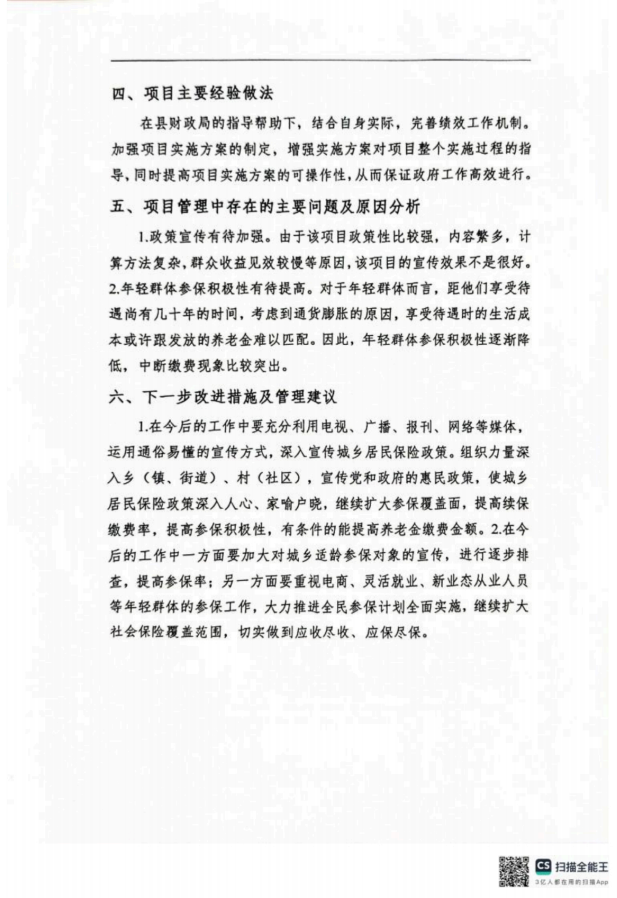 四、项目主要经验做法
在县财政局的指导帮助下，结合自身实际，完善绩效工作机制。
加强项目实施方案的制定，增强实施方案对项目整个实施过程的指
导，同时提高项目实施方案的可操作性，从而保证政府工作高效进行。
五、项目管理中存在的主要问题及原因分析
1.政策宣传有待加强。由于该项目政策性比较强，内容繁多，计
算方法复杂，群众收益见效较慢等原因，该项目的宣传效果不是很好。
2.年轻群体参保积极性有待提高。对于年轻群体而言，距他们享受待
遇尚有几十年的时间，考虑到通货膨胀的原因，享受待遇时的生活成
本或许跟发放的养老金难以匹配。因此，年轻群体参保积极性逐渐降
低，中断缴费现象比较突出。
六、下一步改进措施及管理建议
1.在今后的工作中要充分利用电视、广播、报刊、网络等媒体，
运用通俗易懂的宣传方式，深入宣传城乡居民保险政策。组织力量深
入乡（镇、街道）、村（社区），宣传党和政府的惠民政策，使城乡
居民保险政策深入人心、家喻户晓，继续扩大参保覆盖面，提高续保
缴费率，提高参保积极性，有条件的能提高养老金缴费金额。2.在今
后的工作中一方面要加大对城乡适龄参保对象的宣传，进行逐步排
查，提高参保率；另一方面要重视电商、灵活就业、新业态从业人员
等年轻群体的参保工作，大力推进全民参保计划全面实施，继续扩大
社会保险覆盖范围，切实做到应收尽收、应保尽保。
CS 扫描全能王
3亿人都在用的扫描App